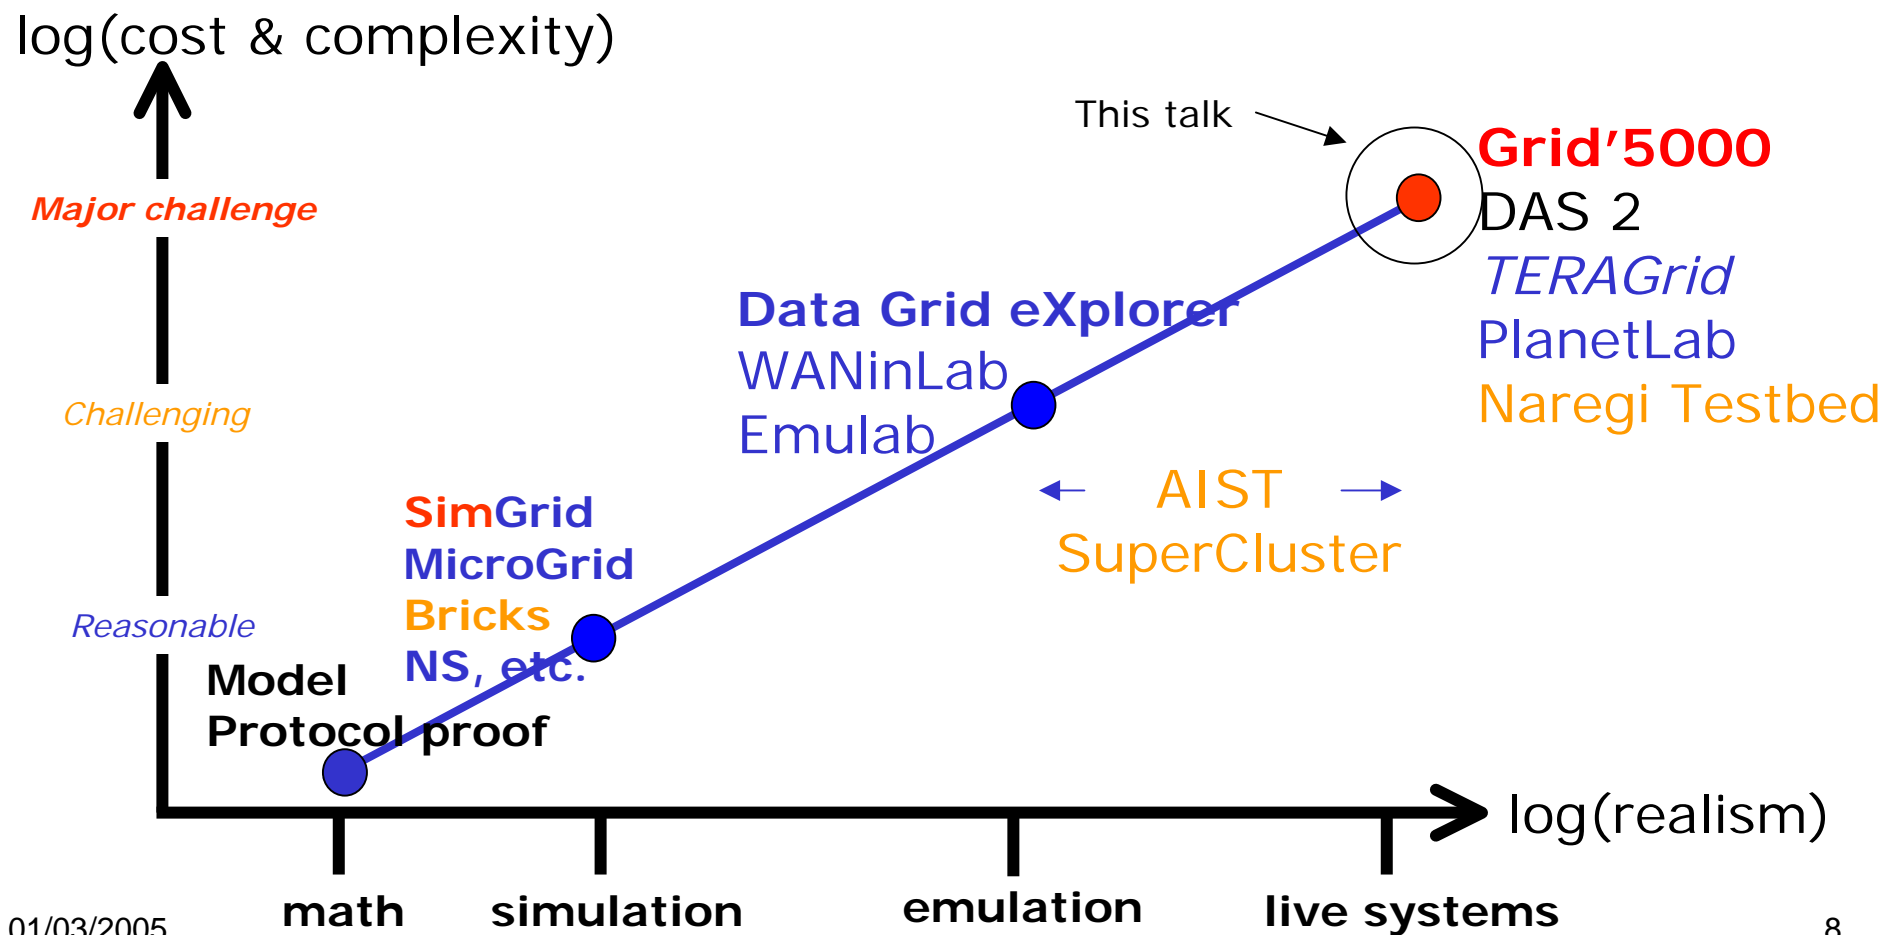 log(cost & complexity)
This talk
Major challenge
Challenging
Reasonable
Grid’5000
DAS 2
TERAGrid
PlanetLab
Naregi Testbed
Data Grid eXplorer
WANinLab
Emulab
AIST
SuperCluster
SimGrid
MicroGrid
Bricks
NS, etc.
Model
Protocol proof
log(realism)
math
simulation
emulation
live systems
01/03/2005
8